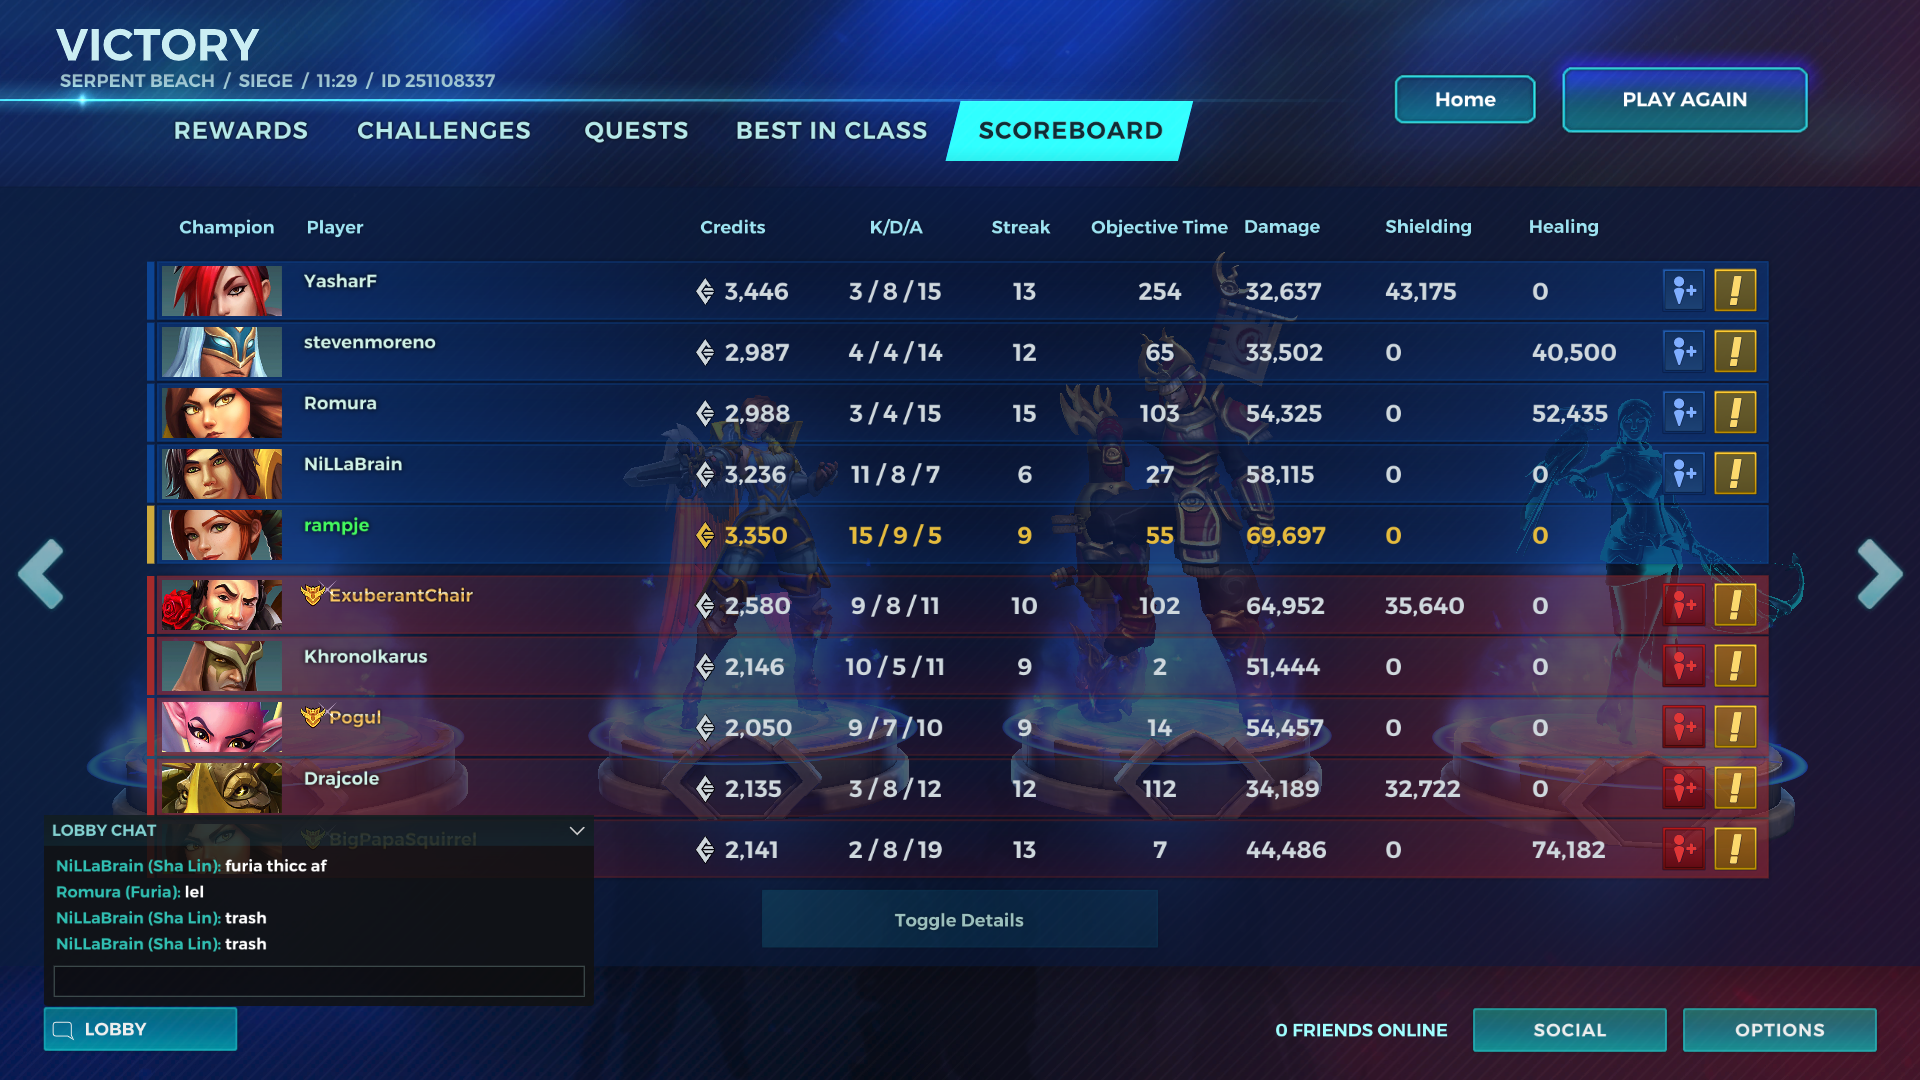 VICTORY
SERPENT BEACH / SIEGE / 11:29 / ID 251108337
Home
PLAY AGAIN
REWARDS CHALLENGES QUESTS BEST IN CLASS SCOREBOARD
Champion Player Credits K/D/A Streak Objective Time Damage Shielding Healing
YasharF 3,446 3 / 8 / 15 13 254 32,637 43,175 0
stevenmoreno 2,987 4 / 4 / 14 12 65 33,502 0 40,500
Romura 2,988 3 / 4 / 15 15 103 54,325 0 52,435
NiLLaBrain 3,236 11 / 8 / 7 6 27 58,115 0 0
rampje 3,350 15 / 9 / 5 9 55 69,697 0 0
ExuberantChair 2,580 9 / 8 / 11 10 102 64,952 35,640 0
KhronoIkarus 2,146 10 / 5 / 11 9 2 51,444 0 0
Pogul 2,050 9 / 7 / 10 9 14 54,457 0 0
Drajcole 2,135 3 / 8 / 12 12 112 34,189 32,722 0
BigPapaSquirrel 2,141 2 / 8 / 19 13 7 44,486 0 74,182
LOBBY CHAT
NiLLaBrain (Sha Lin): furia thicc af
Romura (Furia): lel
NiLLaBrain (Sha Lin): trash
NiLLaBrain (Sha Lin): trash
Toggle Details
LOBBY
0 FRIENDS ONLINE
SOCIAL
OPTIONS